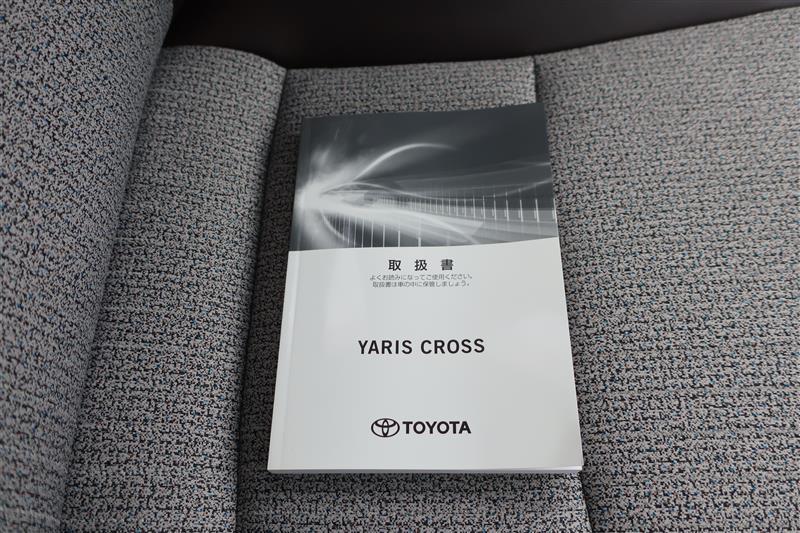 取扱書
よくお読みになってご使用ください。
取扱書は車の中に保管しましょう。
YARIS CROSS
TOYOTA